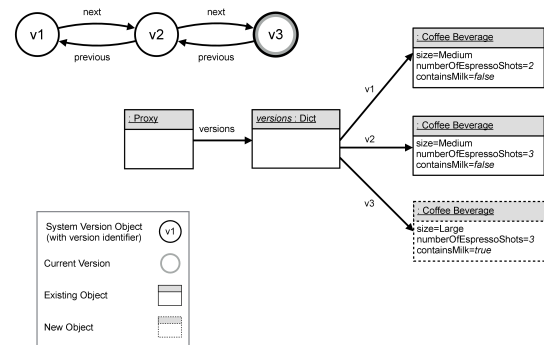 next
next
v1
v2
v3
previous
previous
: Coffee Beverage
size=Medium
numberOfEspressoShots=2
containsMilk=false
v1
: Proxy
versions
versions : Dict
v2
: Coffee Beverage
size=Medium
numberOfEspressoShots=3
containsMilk=false
v3
: Coffee Beverage
size=Large
numberOfEspressoShots=3
containsMilk=true
System Version Object
(with version identifier)
v1
Current Version
Existing Object
New Object